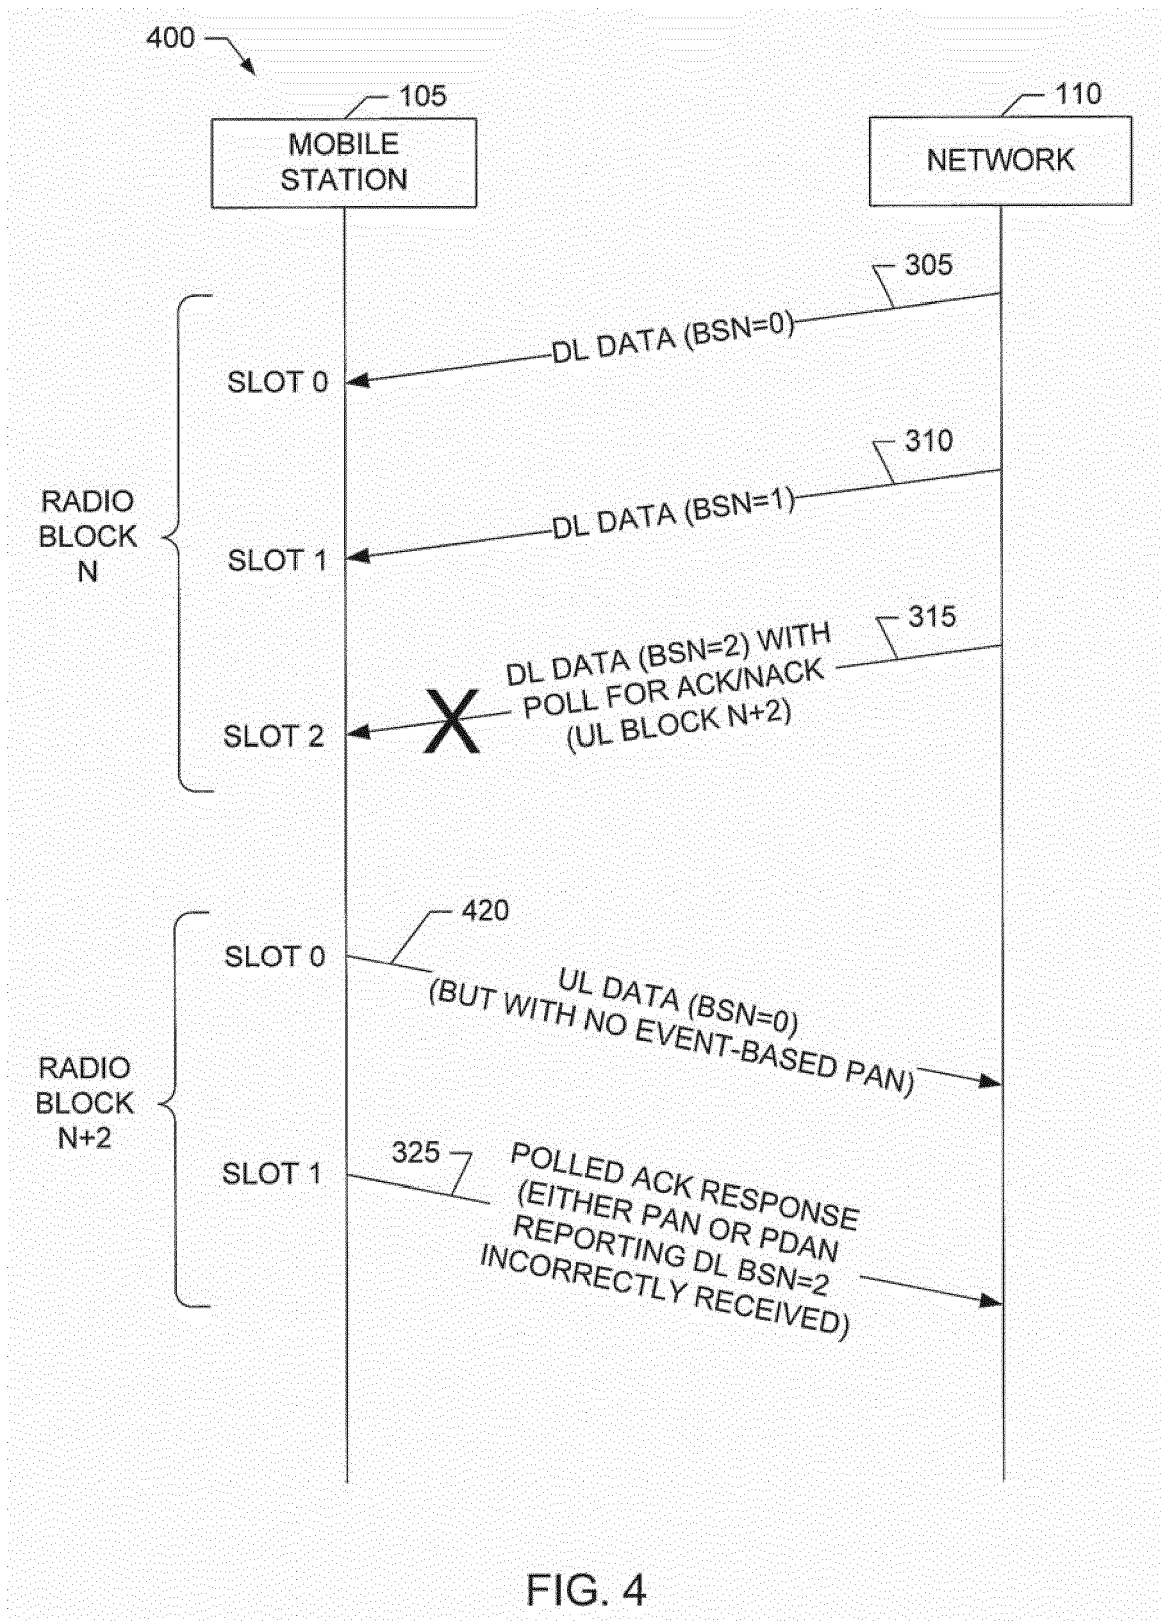 400
105
110
MOBILE
STATION
NETWORK
305
DL DATA (BSN=0)
SLOT 0
310
DL DATA (BSN=1)
RADIO
BLOCK
N
SLOT 1
315
DL DATA (BSN=2) WITH
POLL FOR ACK/NACK
(UL BLOCK N+2)
X
SLOT 2
420
SLOT 0
UL DATA (BSN=0)
(BUT WITH NO EVENT-BASED PAN)
RADIO
BLOCK
N+2
325
SLOT 1
POLLED ACK RESPONSE
(EITHER PAN OR PDAN
REPORTING DL BSN=2
INCORRECTLY RECEIVED)
FIG. 4